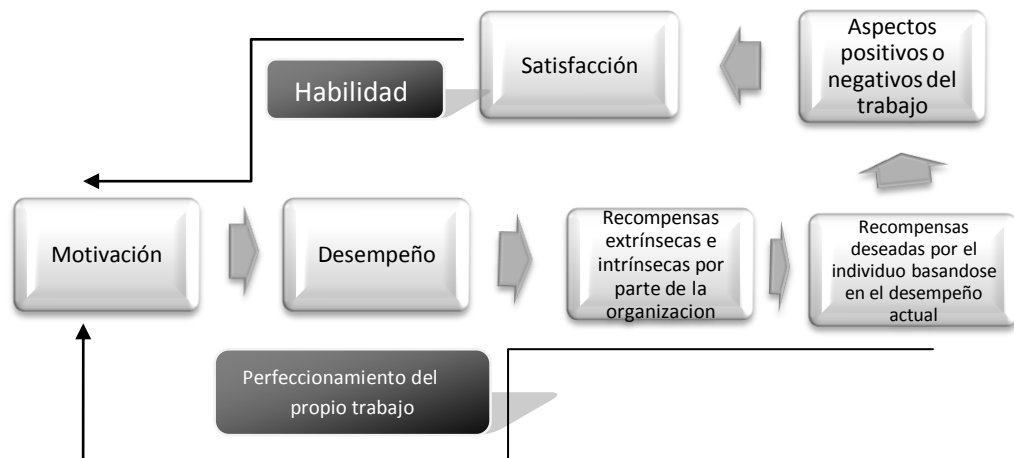 Aspectos
positivos o
negativos del
trabajo
Satisfacción
Habilidad
Motivación
Desempeño
Recompensas
extrínsecas e
intrínsecas por
parte de la
organizacion
Recompensas
deseadas por el
individuo basandose
en el desempeño
actual
Perfeccionamiento del
propio trabajo